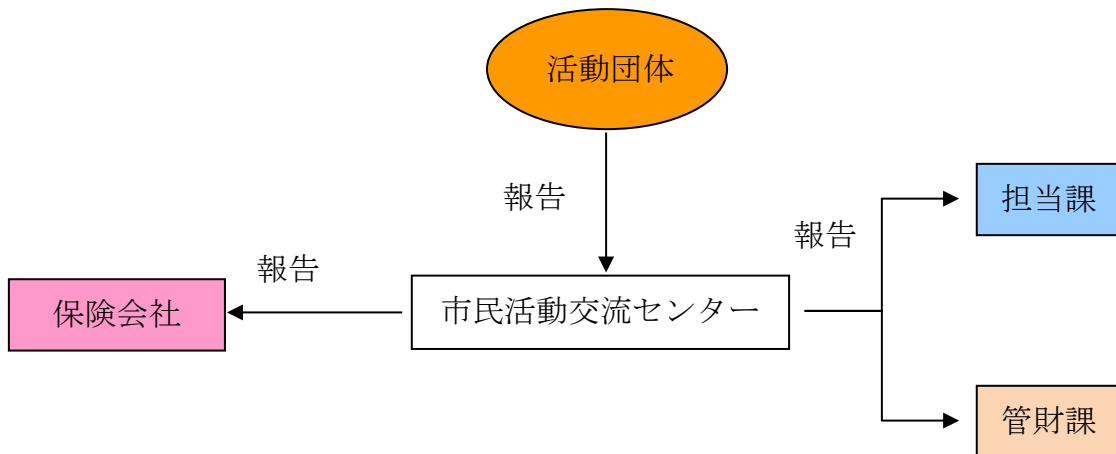 活動団体
報告
担当課
報告
報告
保険会社
市民活動交流センター
管財課